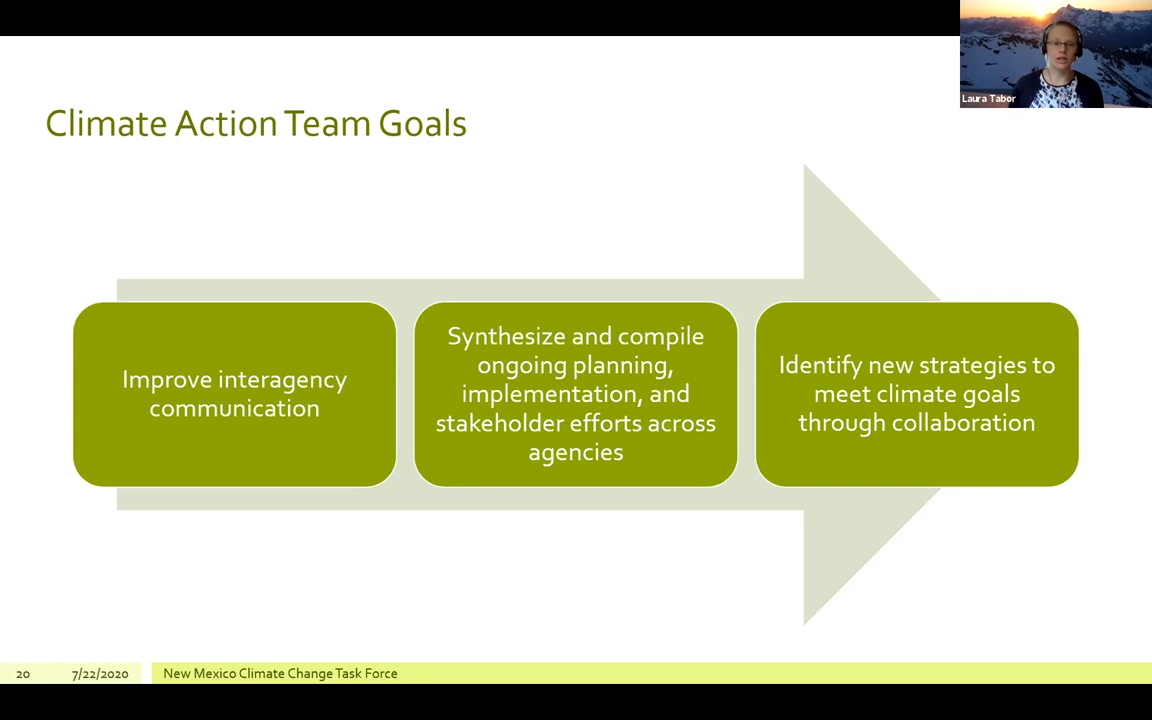 Laura Tabor
Climate Action Team Goals
Improve interagency
communication
Synthesize and compile
ongoing planning,
implementation, and
stakeholder efforts across
agencies
Identify new strategies to
meet climate goals
through collaboration
20
7/22/2020
New Mexico Climate Change Task Force